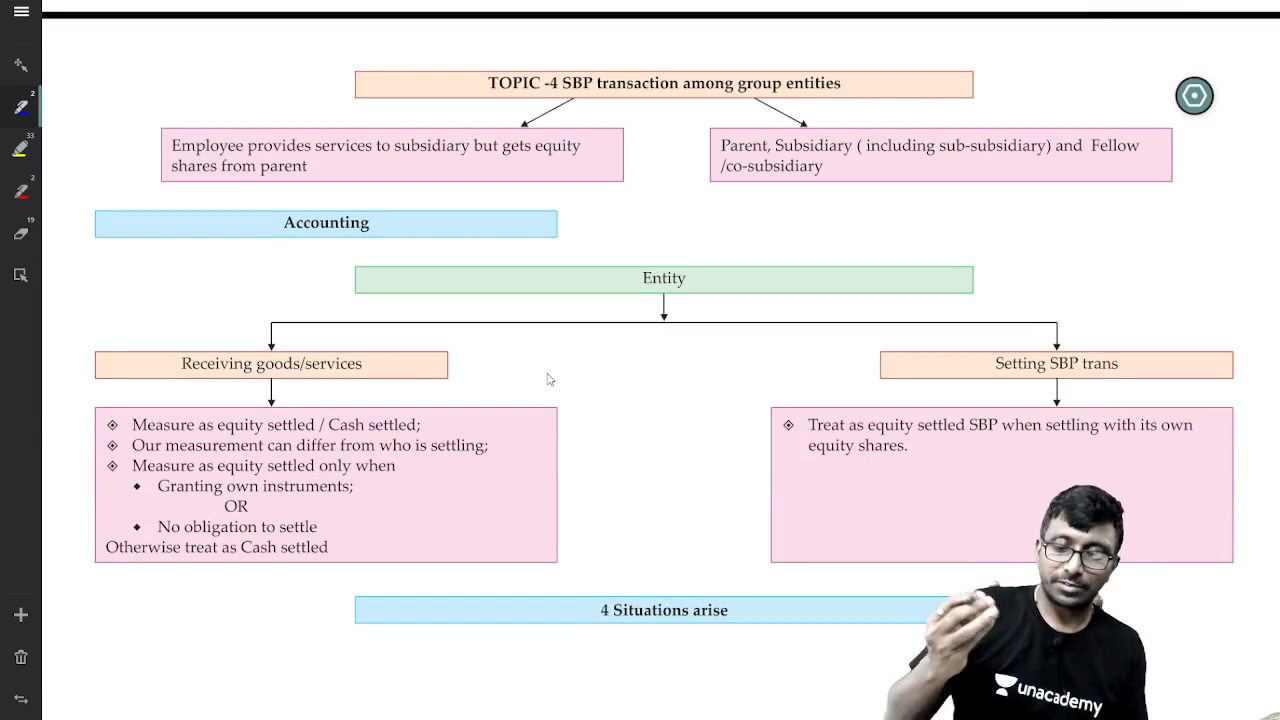 TOPIC -4 SBP transaction among group entities
Employee provides services to subsidiary but gets equity
shares from parent
Parent, Subsidiary ( including sub-subsidiary) and Fellow
/co-subsidiary
Accounting
Entity
Receiving goods/services
Setting SBP trans
Measure as equity settled / Cash settled;
Our measurement can differ from who is settling;
Measure as equity settled only when
Granting own instruments;
OR
No obligation to settle
Otherwise treat as Cash settled
Treat as equity settled SBP when settling with its own
equity shares.
4 Situations arise
unacademy
2
33
2
19